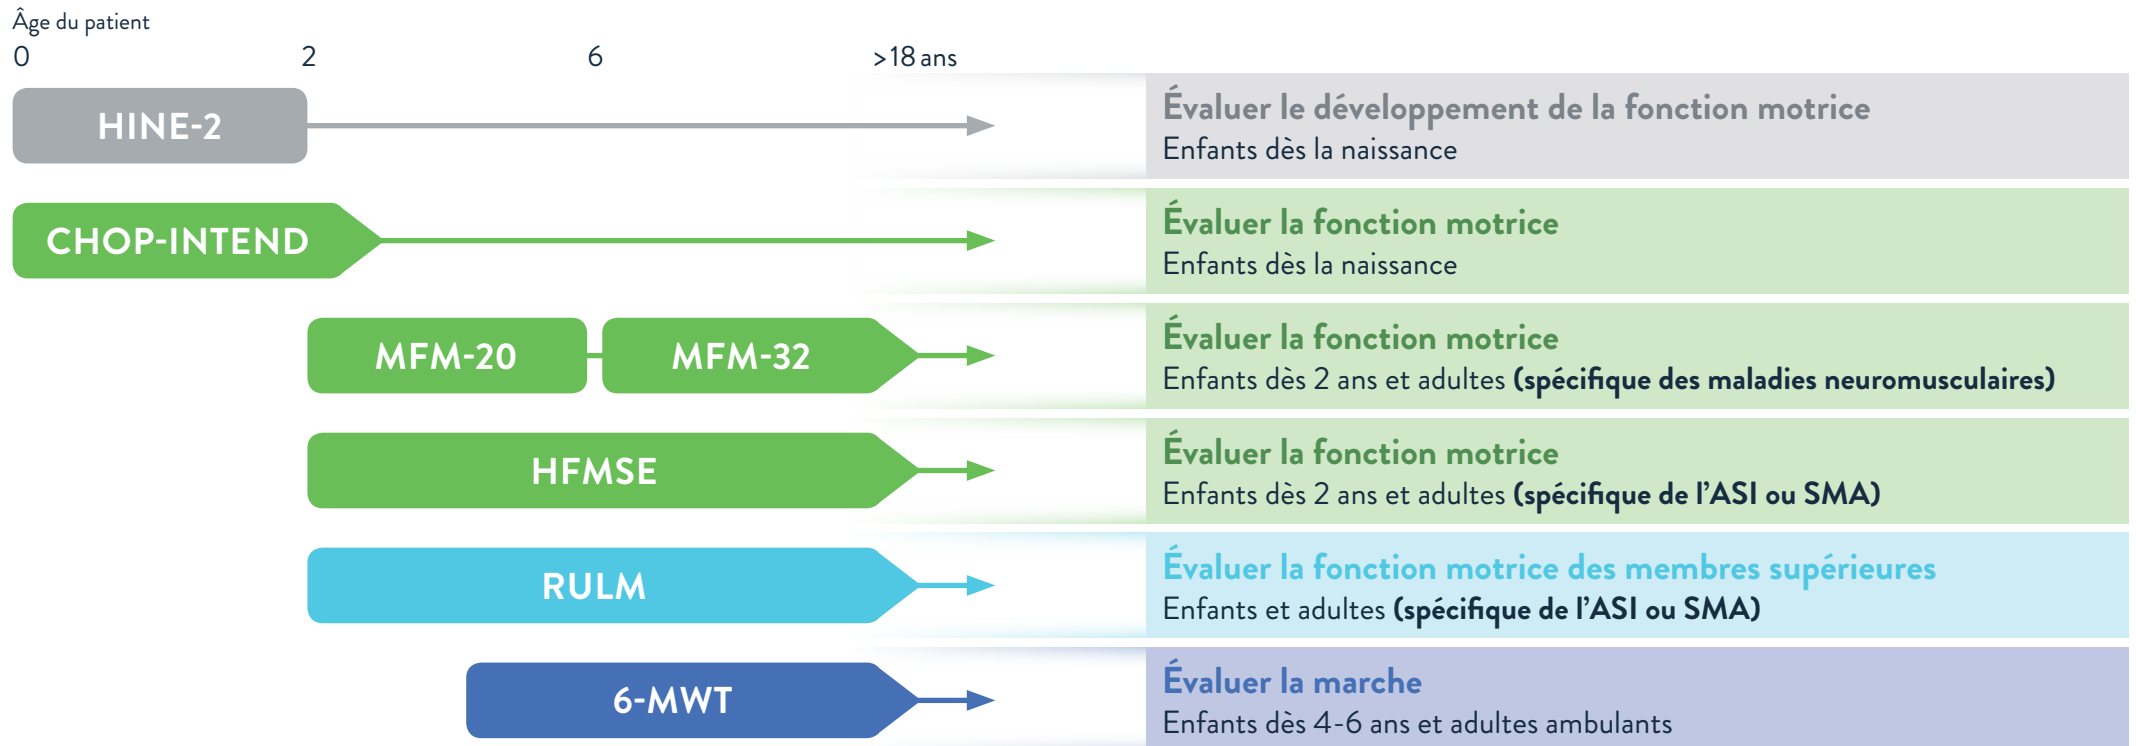 Âge du patient
0 2 6 >18 ans
HINE-2
Évaluer le développement de la fonction motrice
Enfants dès la naissance
CHOP-INTEND
Évaluer la fonction motrice
Enfants dès la naissance
MFM-20 MFM-32
Évaluer la fonction motrice
Enfants dès 2 ans et adultes (spécifique des maladies neuromusculaires)
HFMSE
Évaluer la fonction motrice
Enfants dès 2 ans et adultes (spécifique de l’ASI ou SMA)
RULM
Évaluer la fonction motrice des membres supérieures
Enfants et adultes (spécifique de l’ASI ou SMA)
6-MWT
Évaluer la marche
Enfants dès 4-6 ans et adultes ambulants